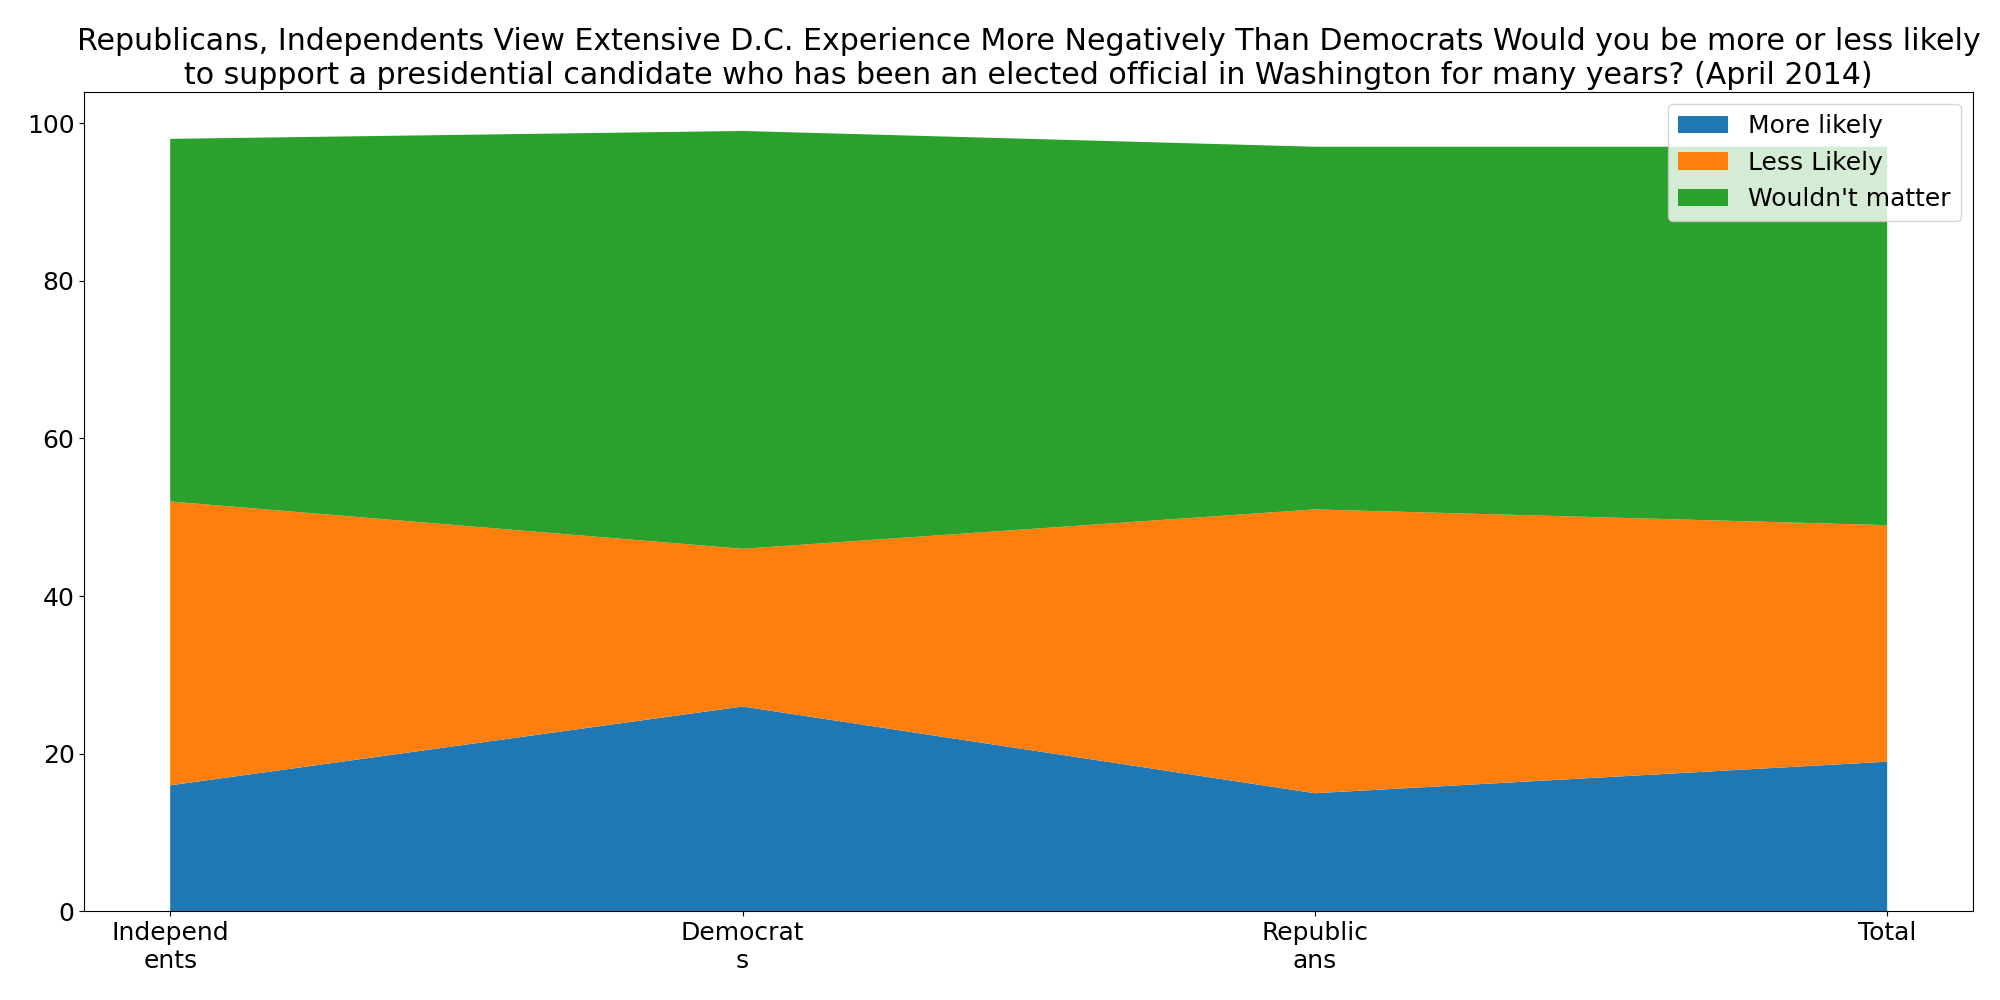 Republicans, Independents View Extensive D.C. Experience More Negatively Than Democrats Would you be more or less likely
to support a presidential candidate who has been an elected official in Washington for many years? (April 2014)
100
80
60
40
20
0
More likely
Less Likely
Wouldn't matter
Independ
ents
Democrat
s
Republic
ans
Total